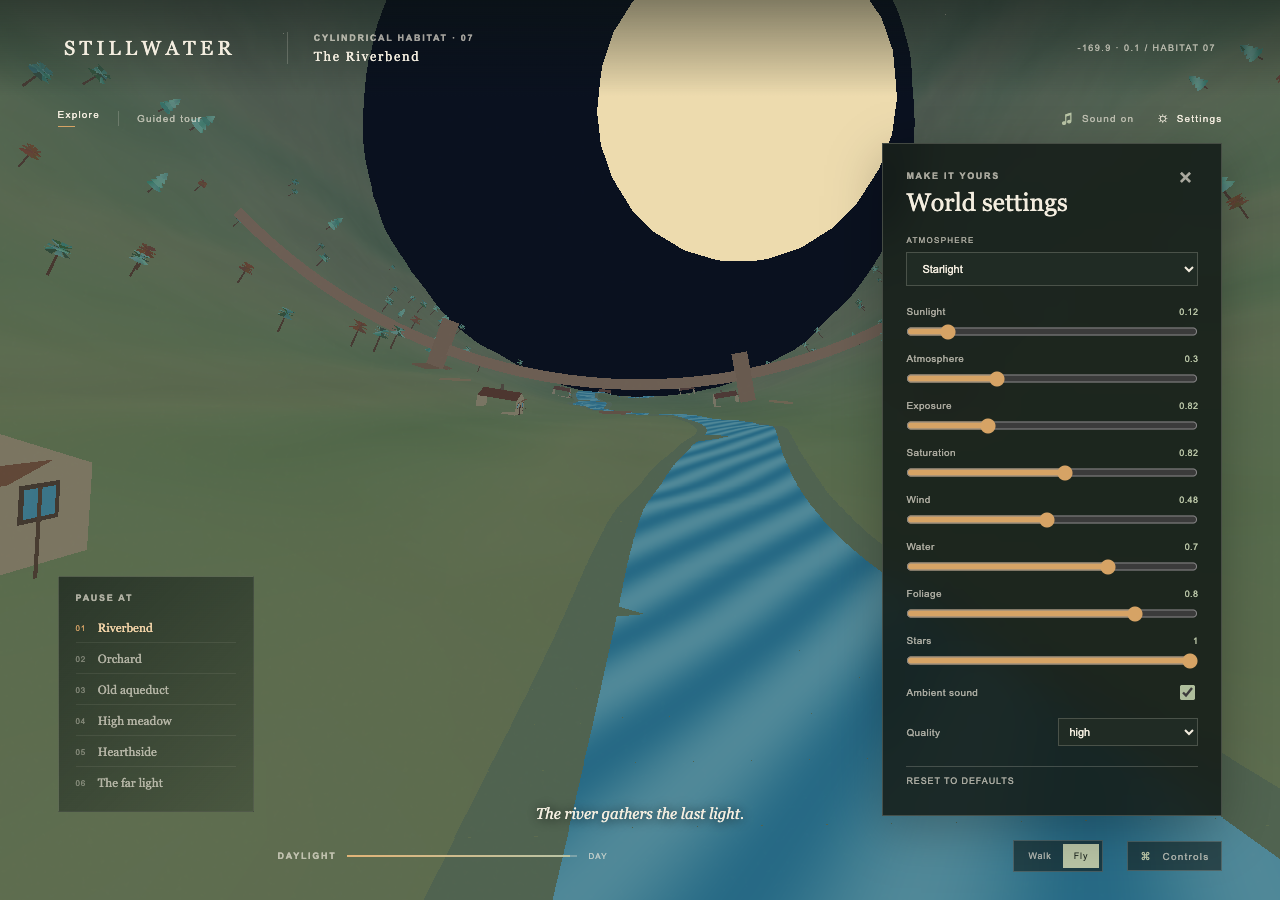 STILLWATER
CYLINDRICAL HABITAT · 07
The Riverbend
-169.9 · 0.1 / HABITAT 07
Explore
Guided tour
Sound on
Settings
MAKE IT YOURS
World settings
ATMOSPHERE
Starlight
Sunlight 0.12
Atmosphere 0.3
Exposure 0.82
Saturation 0.82
Wind 0.48
Water 0.7
Foliage 0.8
Stars 1
Ambient sound
Quality high
RESET TO DEFAULTS
PAUSE AT
01 Riverbend
02 Orchard
03 Old aqueduct
04 High meadow
05 Hearthside
06 The far light
The river gathers the last light.
DAYLIGHT DAY
Walk Fly
⌘ Controls